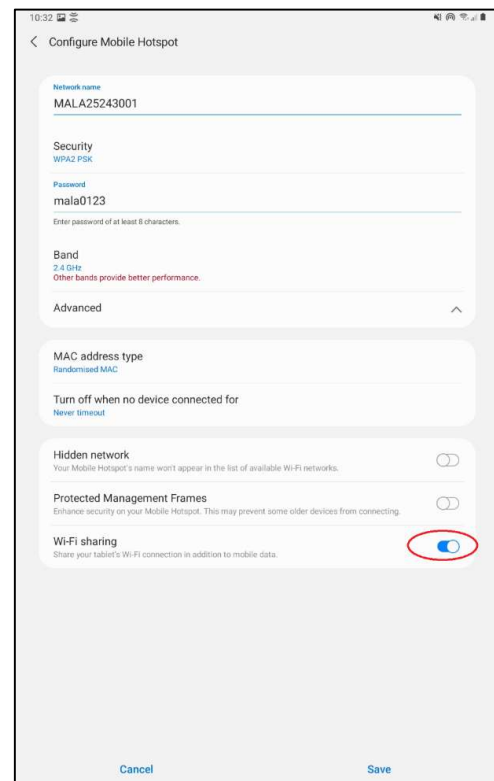 10:32
Configure Mobile Hotspot
Network name
MALA25243001
Security
WPA2 PSK
Password
mala0123
Enter password of at least 8 characters.
Band
2.4 GHz
Other bands provide better performance.
Advanced
MAC address type
Randomised MAC
Turn off when no device connected for
Never timeout
Hidden network
Your Mobile Hotspot's name won't appear in the list of available Wi-Fi networks.
Protected Management Frames
Enhance security on your Mobile Hotspot. This may prevent some older devices from connecting.
Wi-Fi sharing
Share your tablet's Wi-Fi connection in addition to mobile data.
Cancel Save